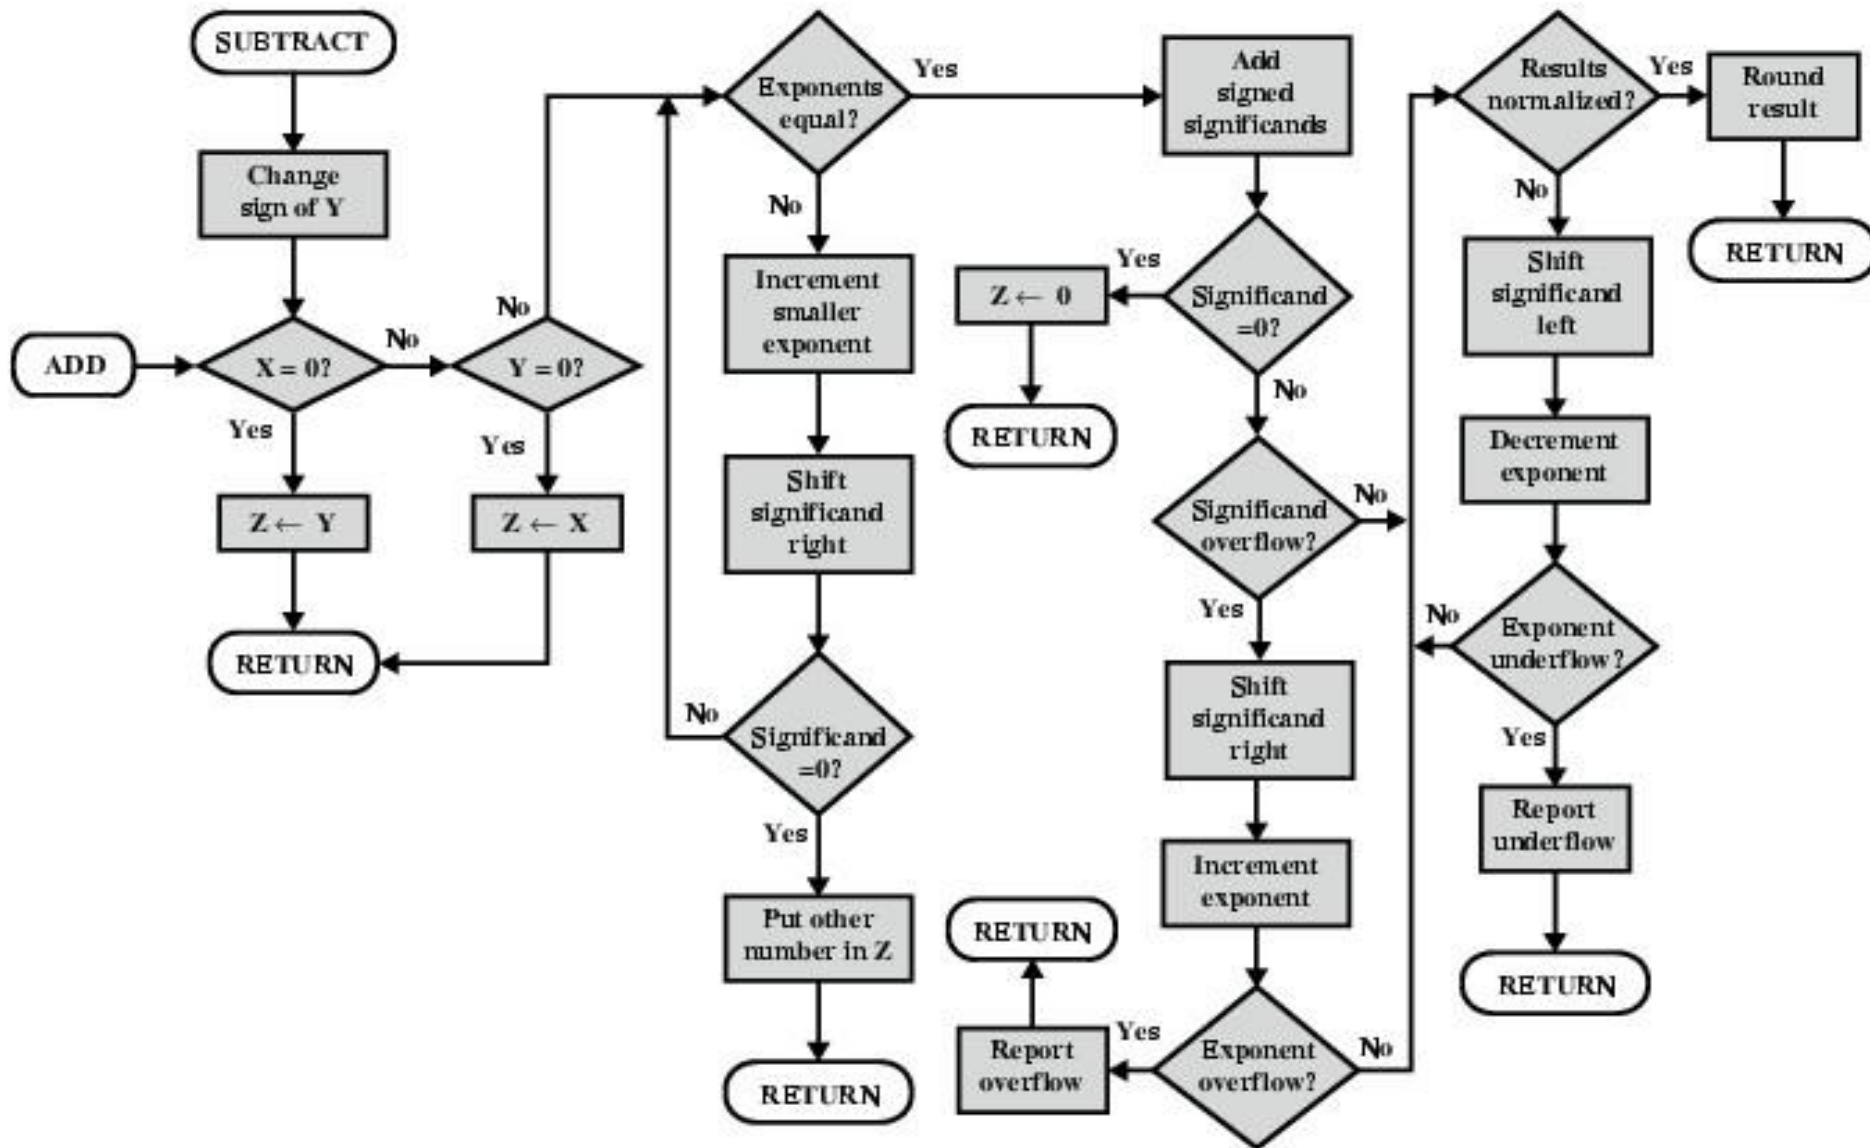 SUBTRACT
Change
sign of Y
ADD
X = 0?
No
Yes
Z ← Y
RETURN
Y = 0?
No
Yes
Z ← X
Exponents
equal?
Yes
No
Increment
smaller
exponent
Shift
significand
right
Significand
=0?
No
Yes
Put other
number in Z
RETURN
Add
signed
significands
Significand
=0?
Yes
Z ← 0
RETURN
No
Significand
overflow?
No
Yes
Shift
significand
right
Increment
exponent
Exponent
overflow?
Yes
Report
overflow
RETURN
No
Results
normalized?
Yes
Round
result
RETURN
No
Shift
significand
left
Decrement
exponent
Exponent
underflow?
No
Yes
Report
underflow
RETURN